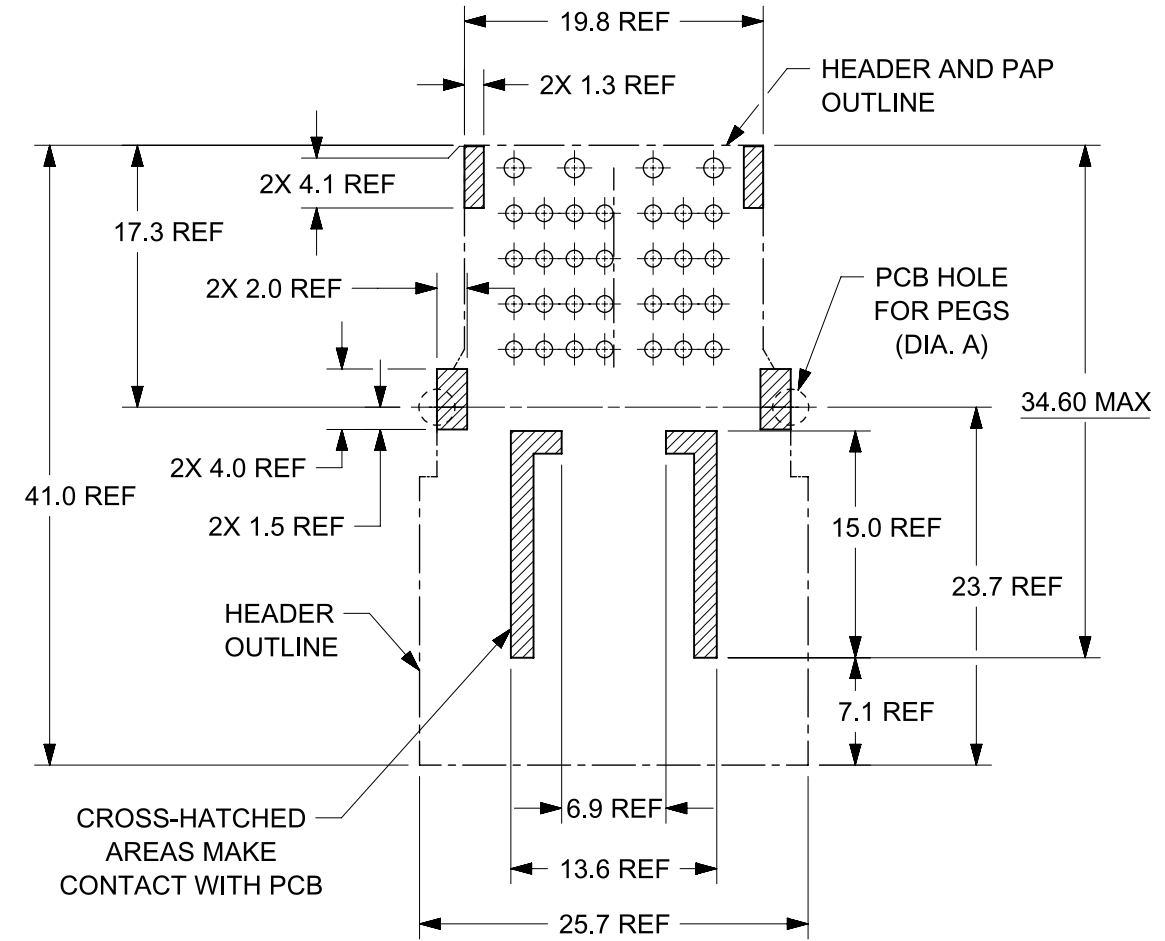 19.8 REF
2X 1.3 REF
HEADER AND PAP
OUTLINE
2X 4.1 REF
17.3 REF
2X 2.0 REF
PCB HOLE
FOR PEGS
(DIA. A)
34.60 MAX
2X 4.0 REF
41.0 REF
2X 1.5 REF
15.0 REF
23.7 REF
HEADER
OUTLINE
7.1 REF
6.9 REF
CROSS-HATCHED
AREAS MAKE
CONTACT WITH PCB
13.6 REF
25.7 REF